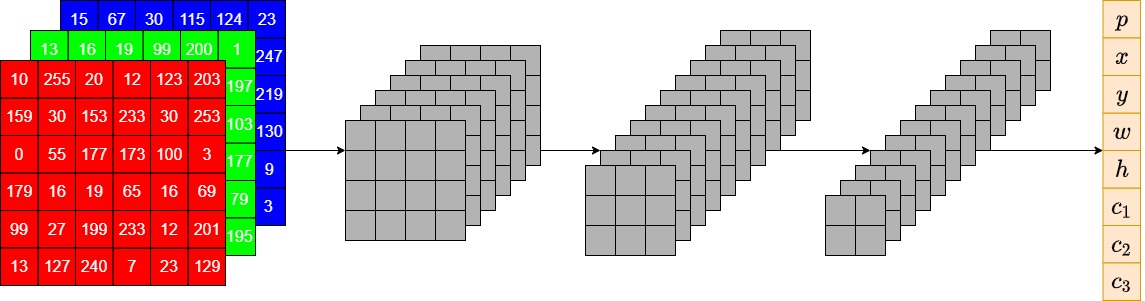 15 67 30 115 124 23
13 16 19 99 200 1
247
10 255 20 12 123 203
197
219
159 30 153 233 30 253
103
130
0 55 177 173 100 3
177
9
179 16 19 65 16 69
79
3
99 27 199 233 12 201
195
13 127 240 7 23 129
p
x
y
w
h
c₁
c₂
c₃